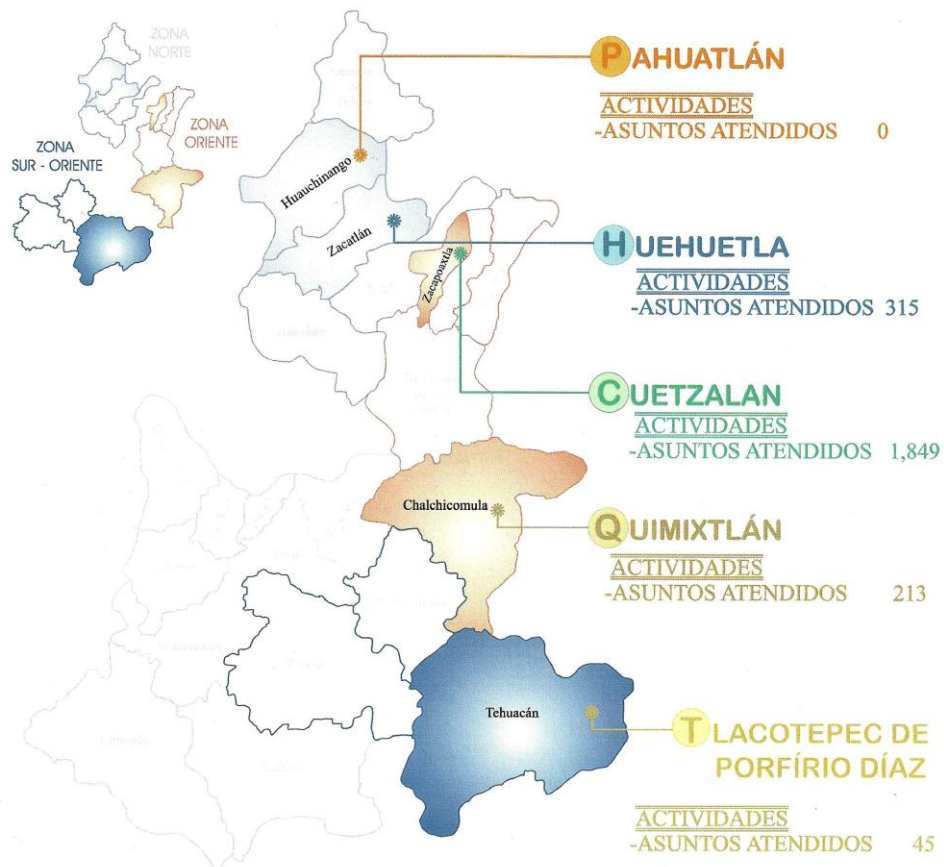 ZONA
NORTE
ZONA
ORIENTE
ZONA
SUR - ORIENTE
PAHUATLÁN
ACTIVIDADES
-ASUNTOS ATENDIDOS 0
Huauchinango
Zacatlán
Zacapoaxtla
HUEHUETLA
ACTIVIDADES
-ASUNTOS ATENDIDOS 315
CUETZALAN
ACTIVIDADES
-ASUNTOS ATENDIDOS 1,849
Chalchicomula
QUIMIXTLÁN
ACTIVIDADES
-ASUNTOS ATENDIDOS 213
Tehuacán
TLACOTEPEC DE
PORFÍRIO DÍAZ
ACTIVIDADES
-ASUNTOS ATENDIDOS 45